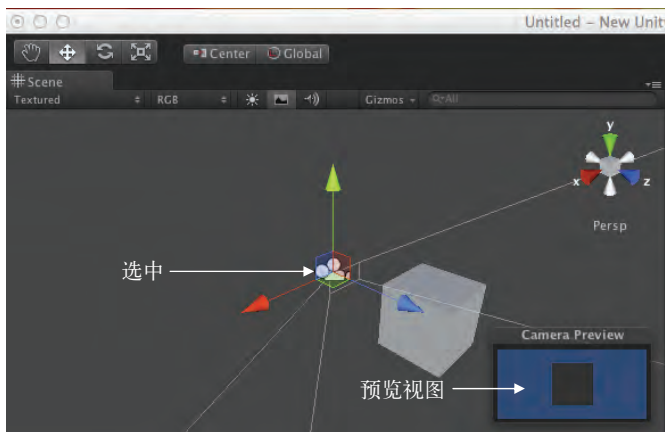 Untitled – New Unit
Center Global
Scene
Textured RGB Gizmos All
y
x z
Persp
选中
Camera Preview
预览视图